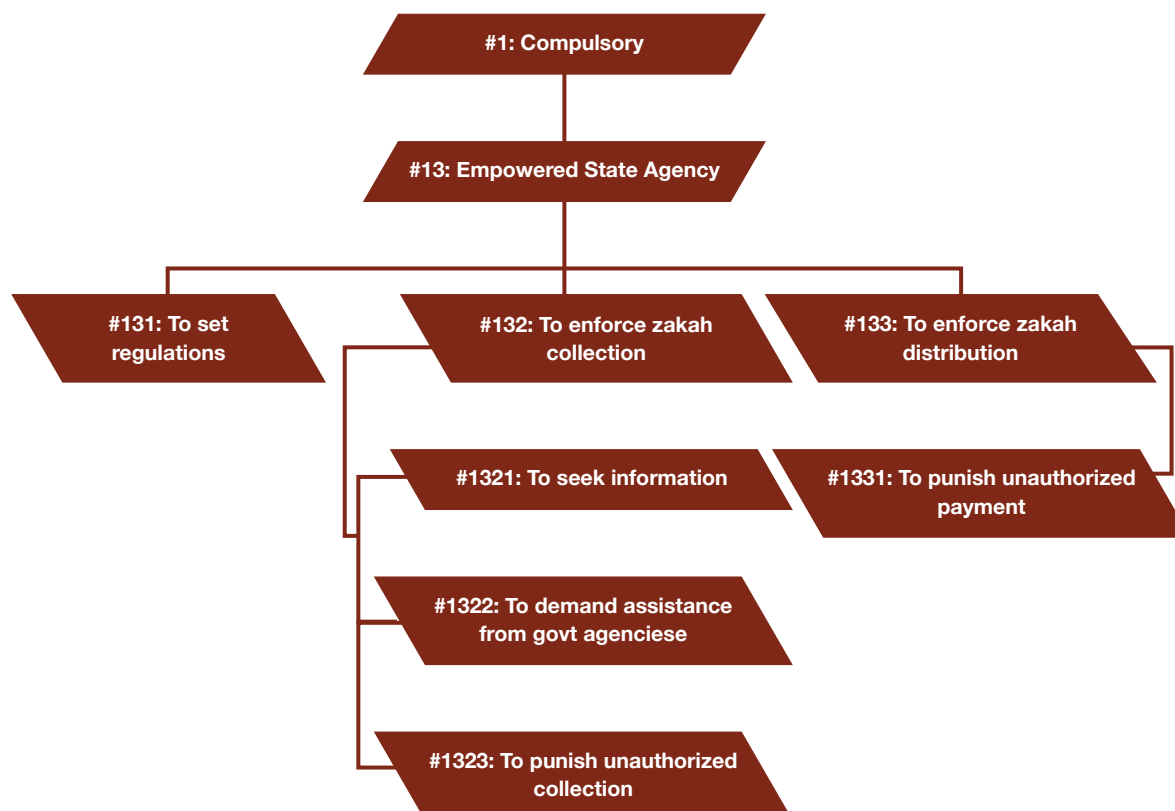 #1: Compulsory
#13: Empowered State Agency
#131: To set
regulations
#132: To enforce zakah
collection
#133: To enforce zakah
distribution
#1321: To seek information
#1331: To punish unauthorized
payment
#1322: To demand assistance
from govt agenciese
#1323: To punish unauthorized
collection